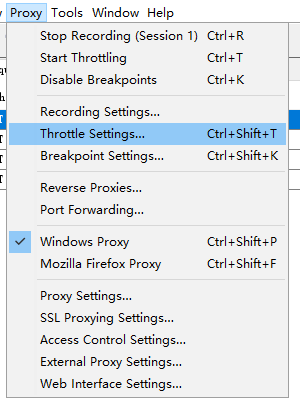 Proxy Tools Window Help
Stop Recording (Session 1) Ctrl+R
Start Throttling Ctrl+T
Disable Breakpoints Ctrl+K
Recording Settings...
Throttle Settings... Ctrl+Shift+T
Breakpoint Settings... Ctrl+Shift+K
Reverse Proxies...
Port Forwarding...
Windows Proxy Ctrl+Shift+P
Mozilla Firefox Proxy Ctrl+Shift+F
Proxy Settings...
SSL Proxying Settings...
Access Control Settings...
External Proxy Settings...
Web Interface Settings...